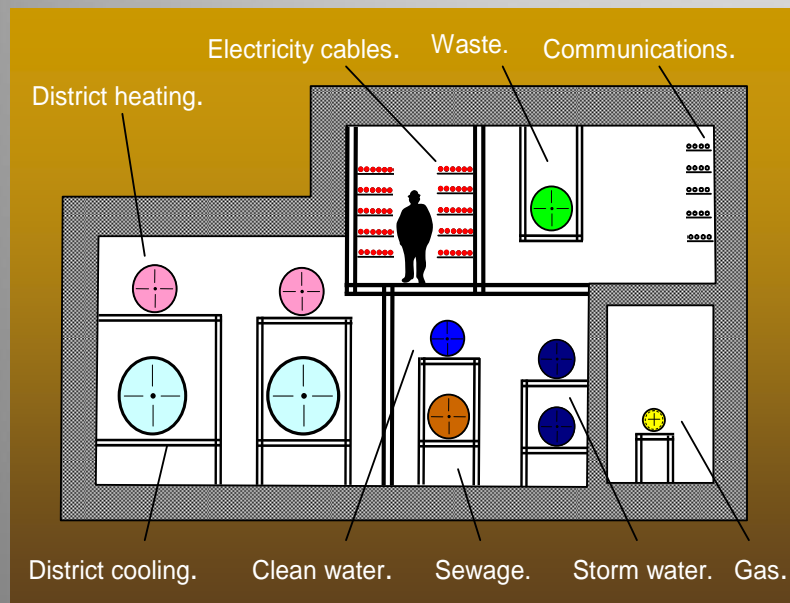 Electricity cables.
Waste.
Communications.
District heating.
District cooling.
Clean water.
Sewage.
Storm water.
Gas.